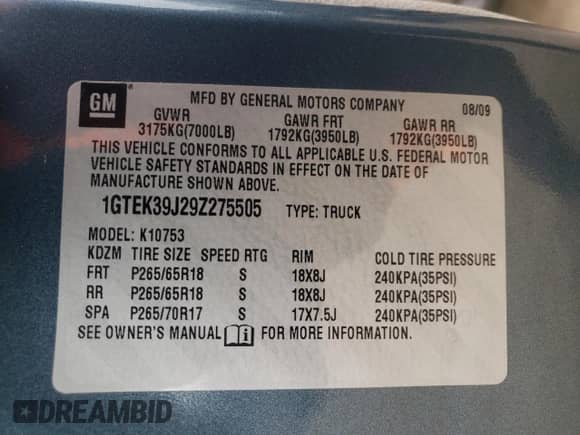 GM
MFD BY GENERAL MOTORS COMPANY
08/09
GVWR GAWR FRT GAWR RR
3175KG(7000LB) 1792KG(3950LB) 1792KG(3950LB)
THIS VEHICLE CONFORMS TO ALL APPLICABLE U.S. FEDERAL MOTOR
VEHICLE SAFETY STANDARDS IN EFFECT ON THE DATE OF
MANUFACTURE SHOWN ABOVE.
1GTEK39J29Z275505 TYPE: TRUCK
MODEL: K10753
KDZM TIRE SIZE SPEED RTG RIM COLD TIRE PRESSURE
FRT P265/65R18 S 18X8J 240KPA(35PSI)
RR P265/65R18 S 18X8J 240KPA(35PSI)
SPA P265/70R17 S 17X7.5J 240KPA(35PSI)
SEE OWNER'S MANUAL i FOR MORE INFORMATION.
DREAMBID